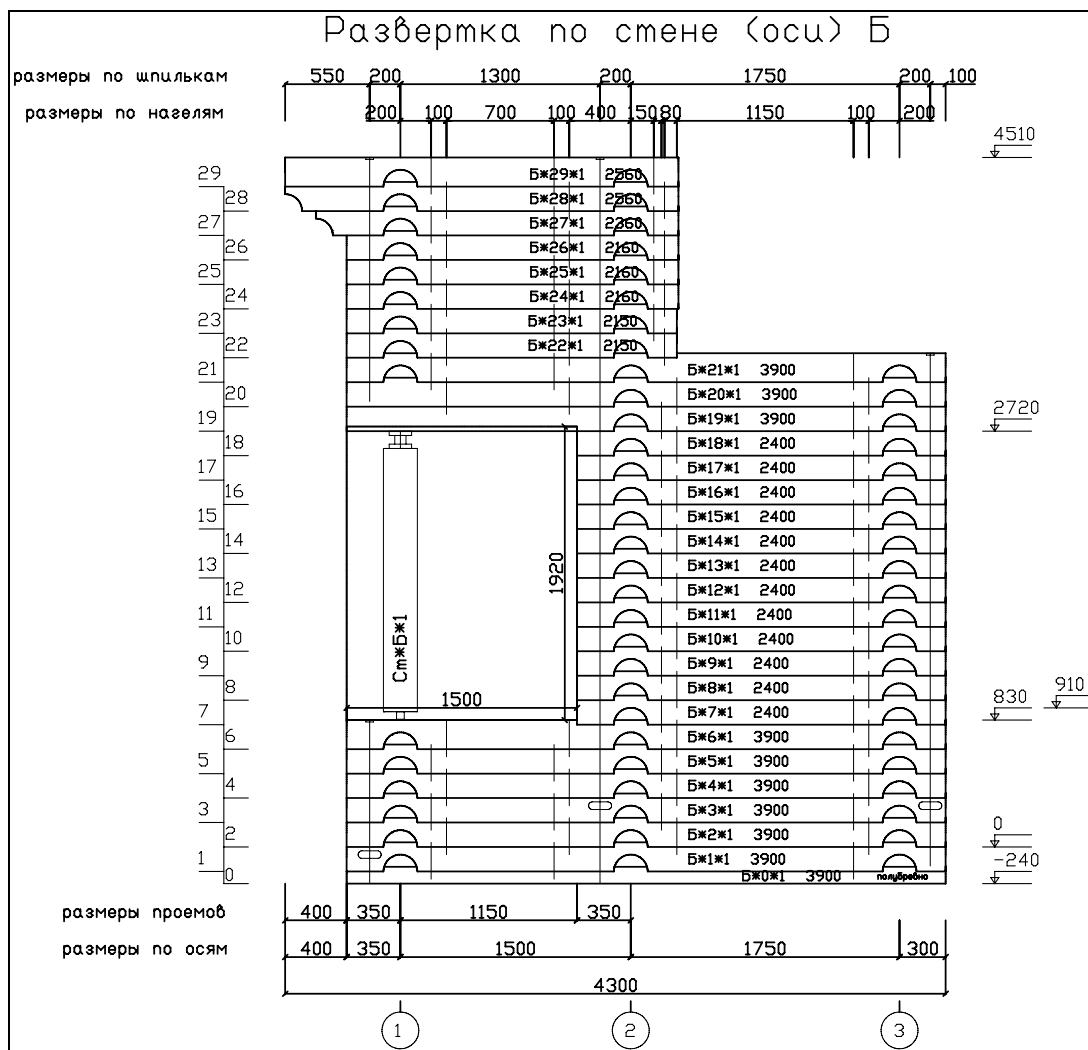 Развертка по стене (оси) Б
размеры по шпилькам 550 200 1300 200 1750 200 100
размеры по нагелям 200 100 700 100 400 150 80 1150 100 200
4510
29 Б*29*1 2560
28 Б*28*1 2560
27 Б*27*1 2360
26 Б*26*1 2160
25 Б*25*1 2160
24 Б*24*1 2160
23 Б*23*1 2150
22 Б*22*1 2150
21 Б*21*1 3900
20 Б*20*1 3900
19 Б*19*1 3900 2720
18 Б*18*1 2400
17 Б*17*1 2400
16 Б*16*1 2400
15 Б*15*1 2400
14 Б*14*1 2400
13 Б*13*1 2400
1920
12 Б*12*1 2400
11 Б*11*1 2400
10 Б*10*1 2400
Ст*Б*1
9 Б*9*1 2400
8 Б*8*1 2400
1500
7 Б*7*1 2400 830 910
6 Б*6*1 3900
5 Б*5*1 3900
4 Б*4*1 3900
3 Б*3*1 3900
2 Б*2*1 3900 0
1 Б*1*1 3900 -240
0 Б*0*1 3900 полубревно
размеры проемов 400 350 1150 350
размеры по осям 400 350 1500 1750 300
4300
1 2 3